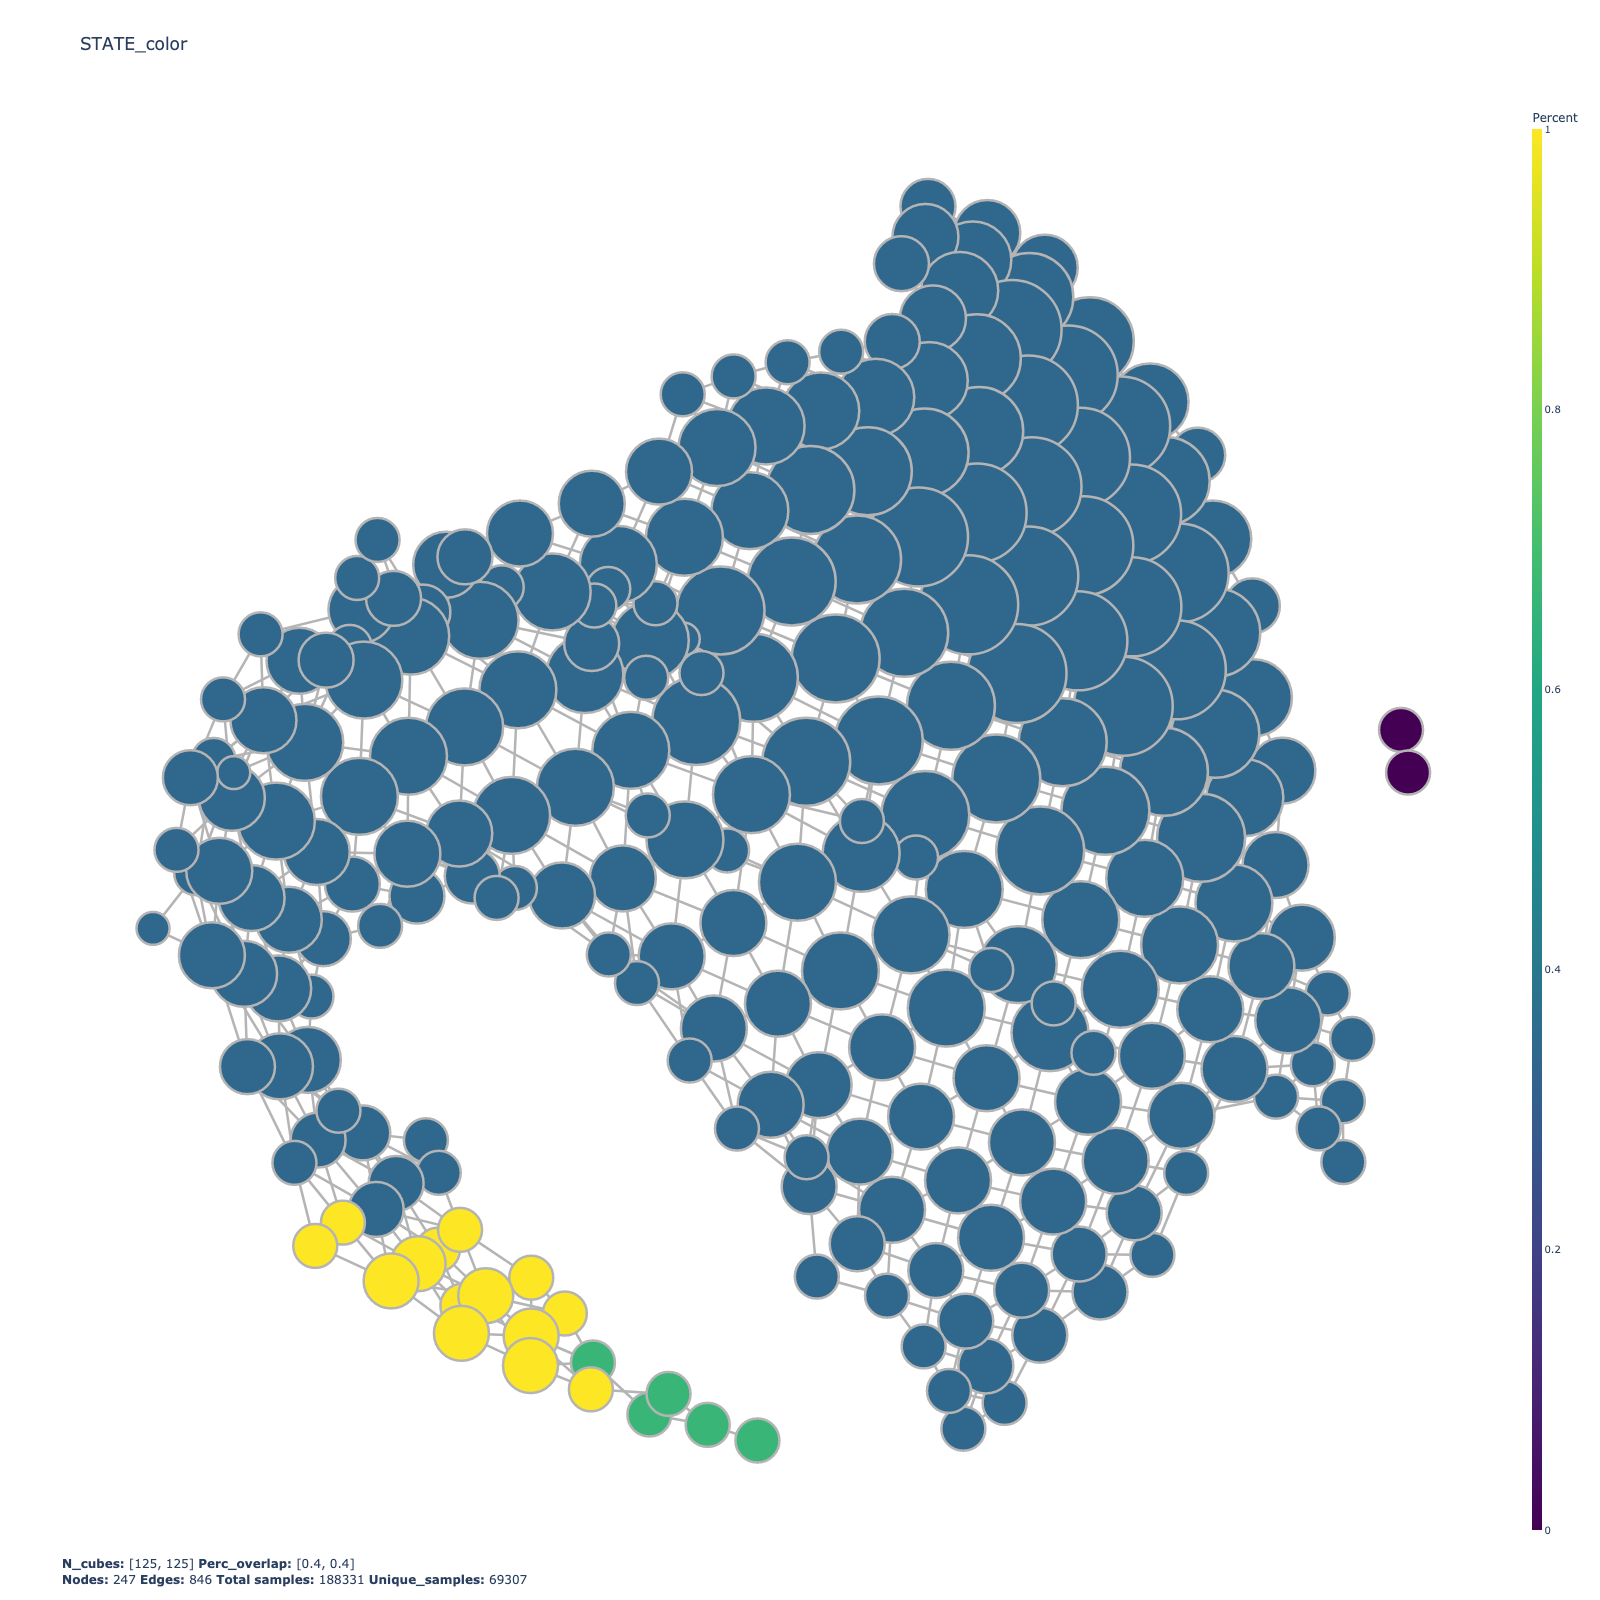 STATE_color
Percent
1
0.8
0.6
0.4
0.2
0
N_cubes: [125, 125] Perc_overlap: [0.4, 0.4]
Nodes: 247 Edges: 846 Total samples: 188331 Unique_samples: 69307